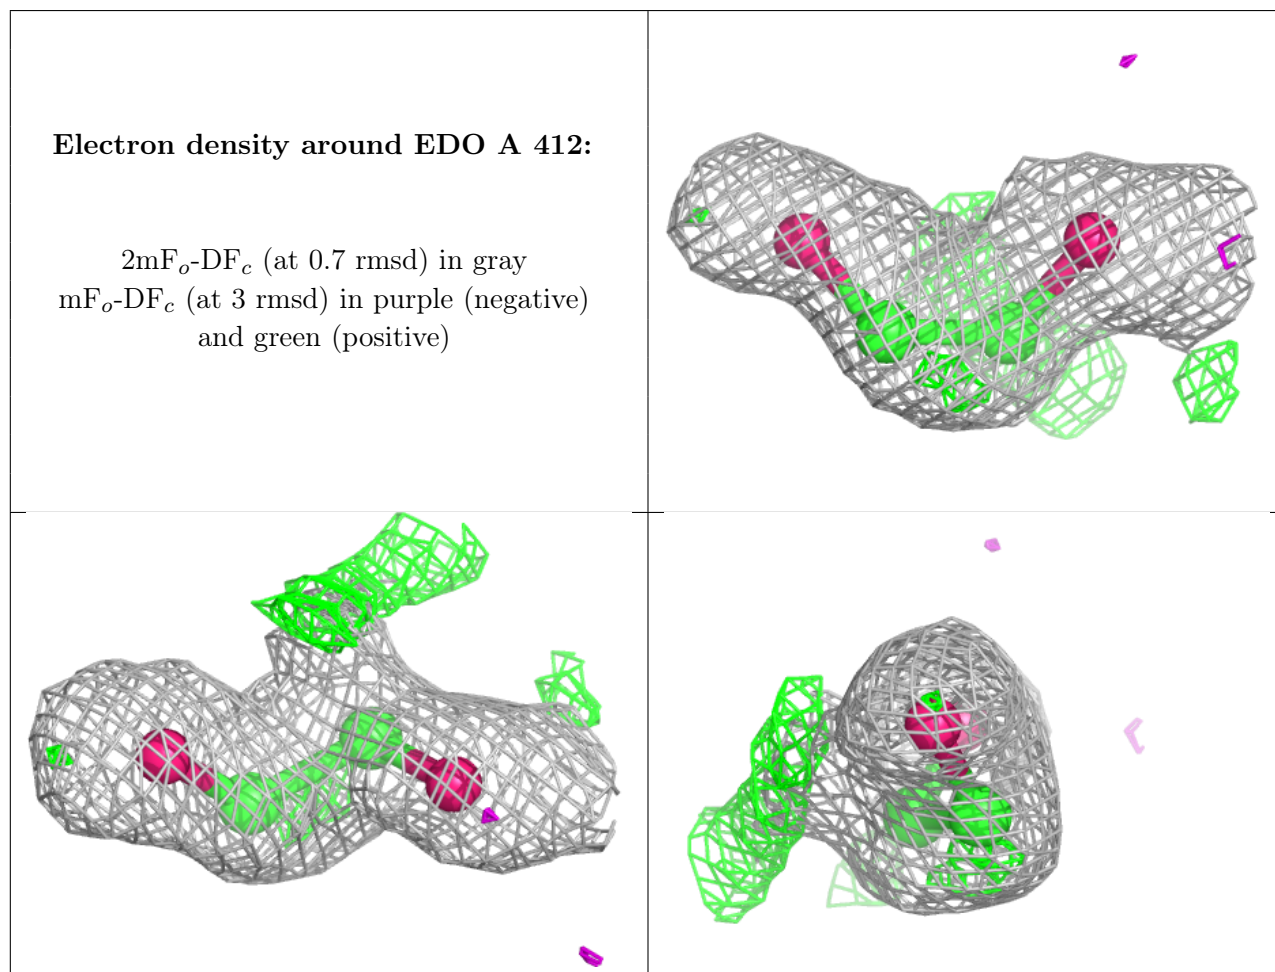 Electron density around EDO A 412:
2mFo-DFc (at 0.7 rmsd) in gray
mFo-DFc (at 3 rmsd) in purple (negative)
and green (positive)